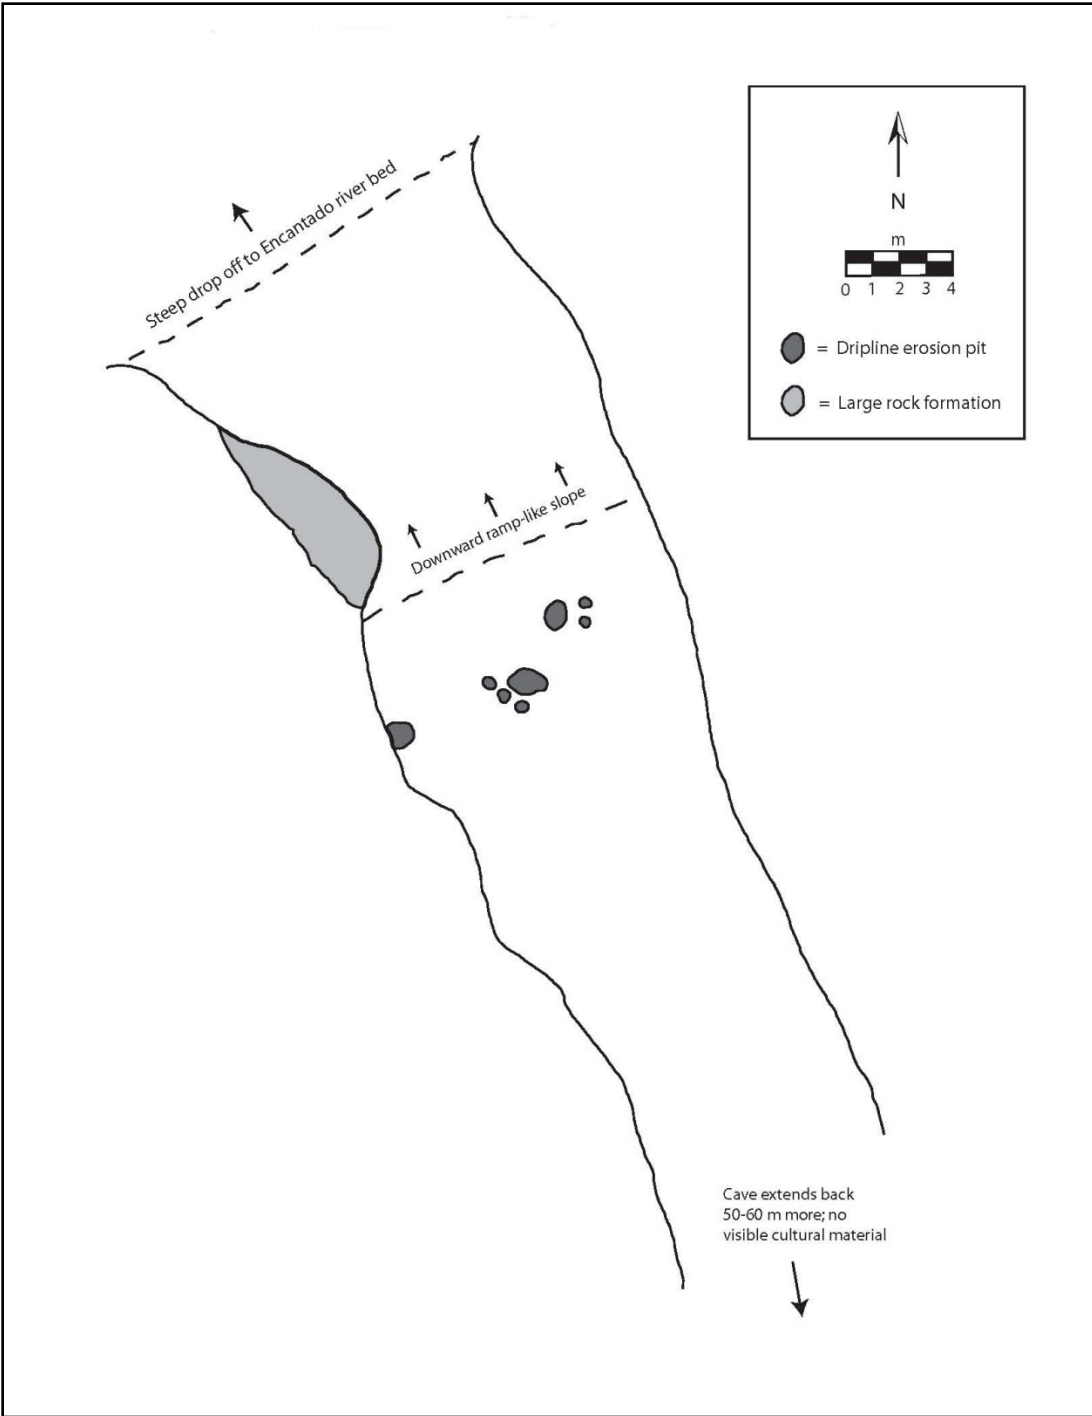 Steep drop off to Encantado river bed
N
m
0 1 2 3 4
= Dripline erosion pit
= Large rock formation
Downward ramp-like slope
Cave extends back
50-60 m more; no
visible cultural material